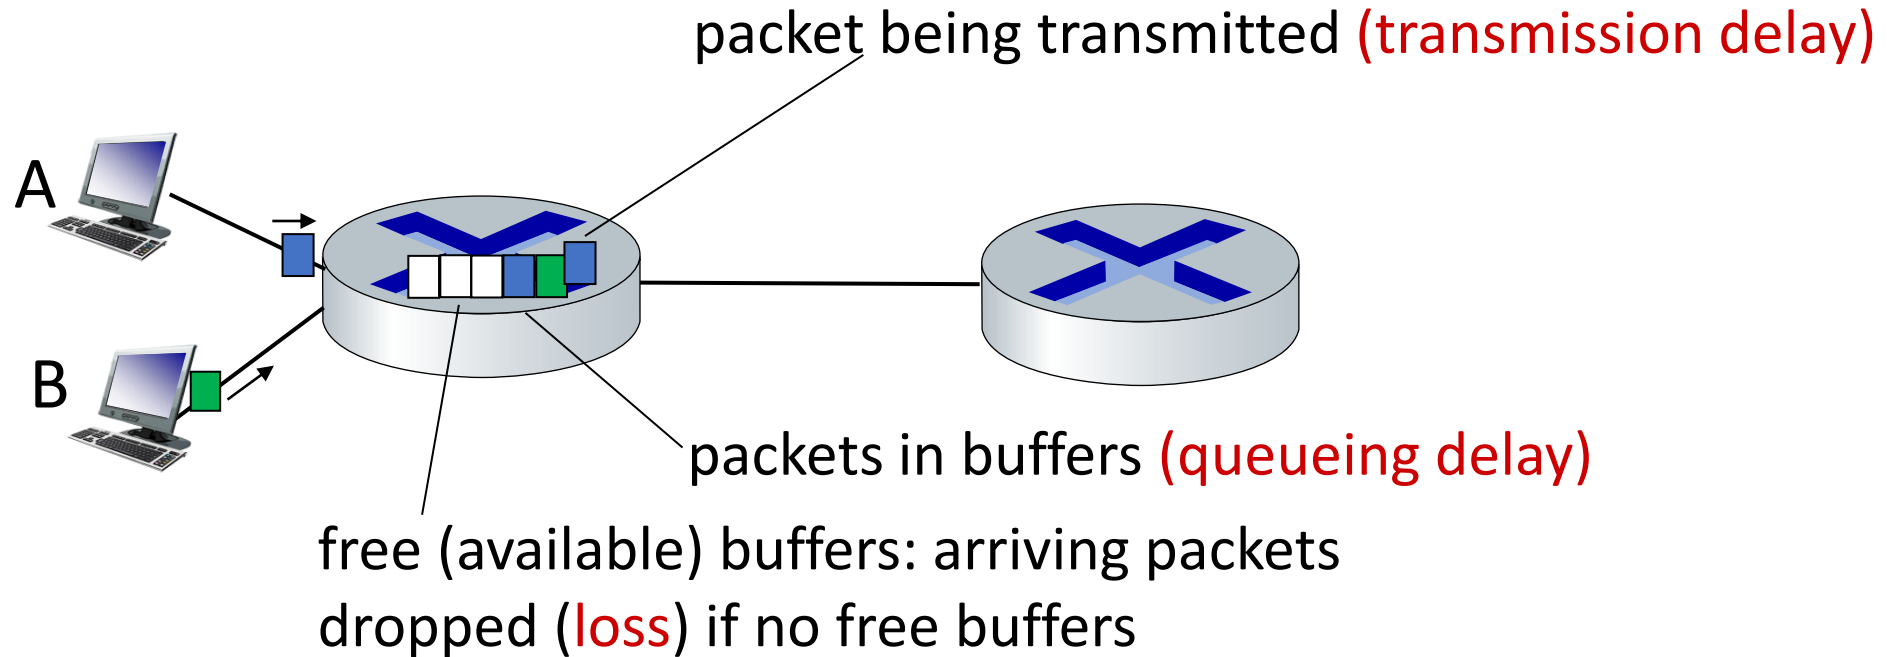 packet being transmitted (transmission delay)
A
B
packets in buffers (queueing delay)
free (available) buffers: arriving packets
dropped (loss) if no free buffers